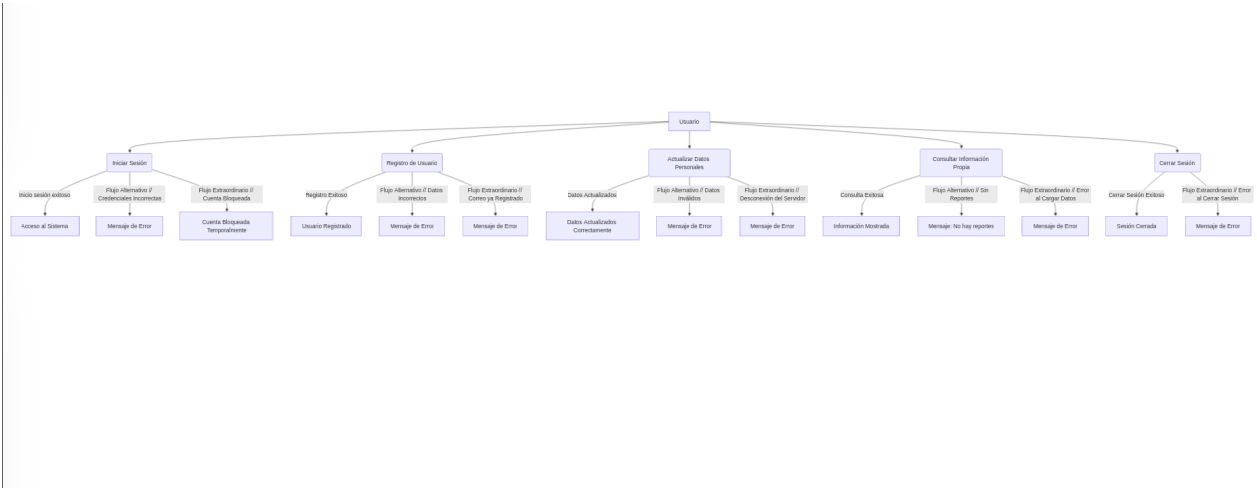 Usuario
Iniciar Sesión
Registro de Usuario
Actualizar Datos
Personales
Consultar Información
Propia
Cerrar Sesión
Inicio sesión exitoso
Flujo Alternativo //
Credenciales Incorrectas
Flujo Extraordinario //
Cuenta Bloqueada
Registro Exitoso
Flujo Alternativo // Datos
Incorrectos
Flujo Extraordinario //
Correo ya Registrado
Datos Actualizados
Flujo Alternativo // Datos
Inválidos
Flujo Extraordinario //
Desconexión del Servidor
Consulta Exitosa
Flujo Alternativo // Sin
Reportes
Flujo Extraordinario // Error
al Cargar Datos
Cerrar Sesión Exitoso
Flujo Extraordinario // Error
al Cerrar Sesión
Acceso al Sistema
Mensaje de Error
Cuenta Bloqueada
Temporalmente
Usuario Registrado
Mensaje de Error
Mensaje de Error
Datos Actualizados
Correctamente
Mensaje de Error
Mensaje de Error
Información Mostrada
Mensaje: No hay reportes
Mensaje de Error
Sesión Cerrada
Mensaje de Error